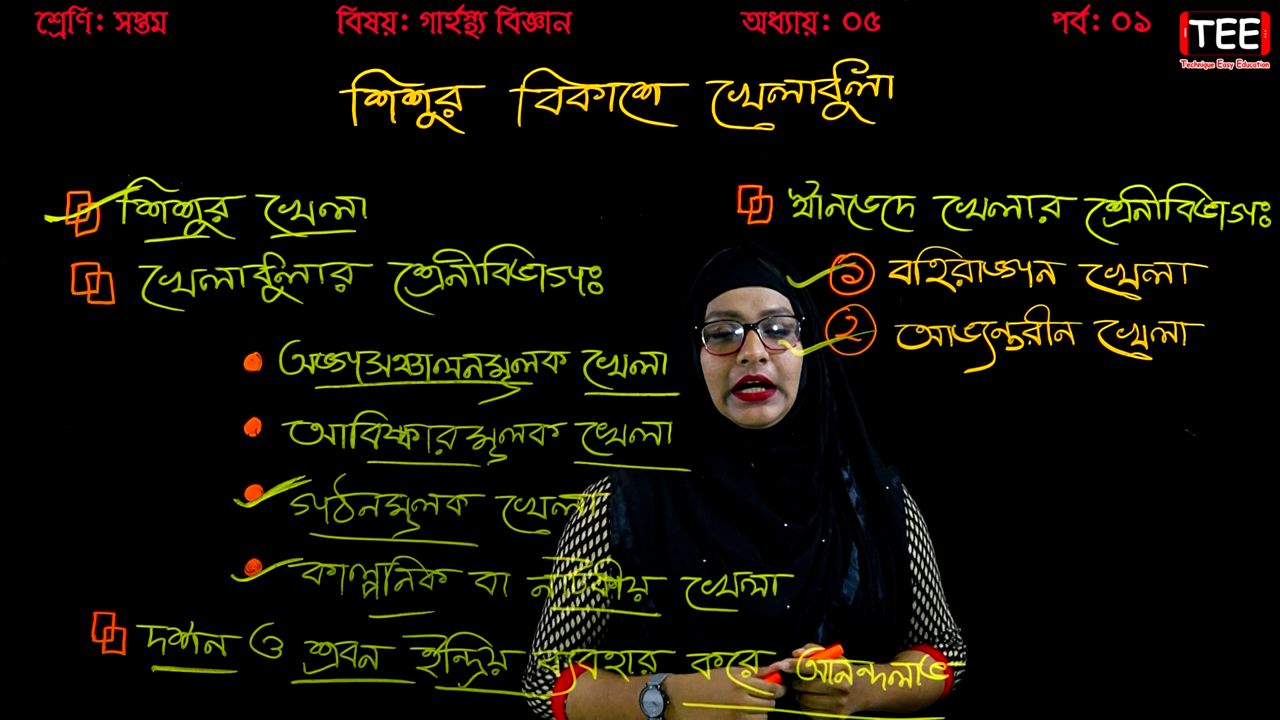 শ্রেণি: সপ্তম
বিষয়: গার্হস্থ্য বিজ্ঞান
অধ্যায়: ০৫
পর্ব: ০১
TEE
Technique Easy Education
শিশুর বিকাশে খেলাধুলা
শিশুর খেলা
খেলাধুলার শ্রেনীবিভাগঃ
অঙ্গসঞ্চালনমূলক খেলা
আবিষ্কারমূলক খেলা
গঠনমূলক খেলা
কাল্পনিক বা নাটকীয় খেলা
দর্শন ও শ্রবন ইন্দ্রিয় ব্যবহার করে আনন্দলাভ
স্থানভেদে খেলার শ্রেনীবিভাগঃ
১ বহিরাঙ্গন খেলা
২ আভ্যন্তরীন খেলা